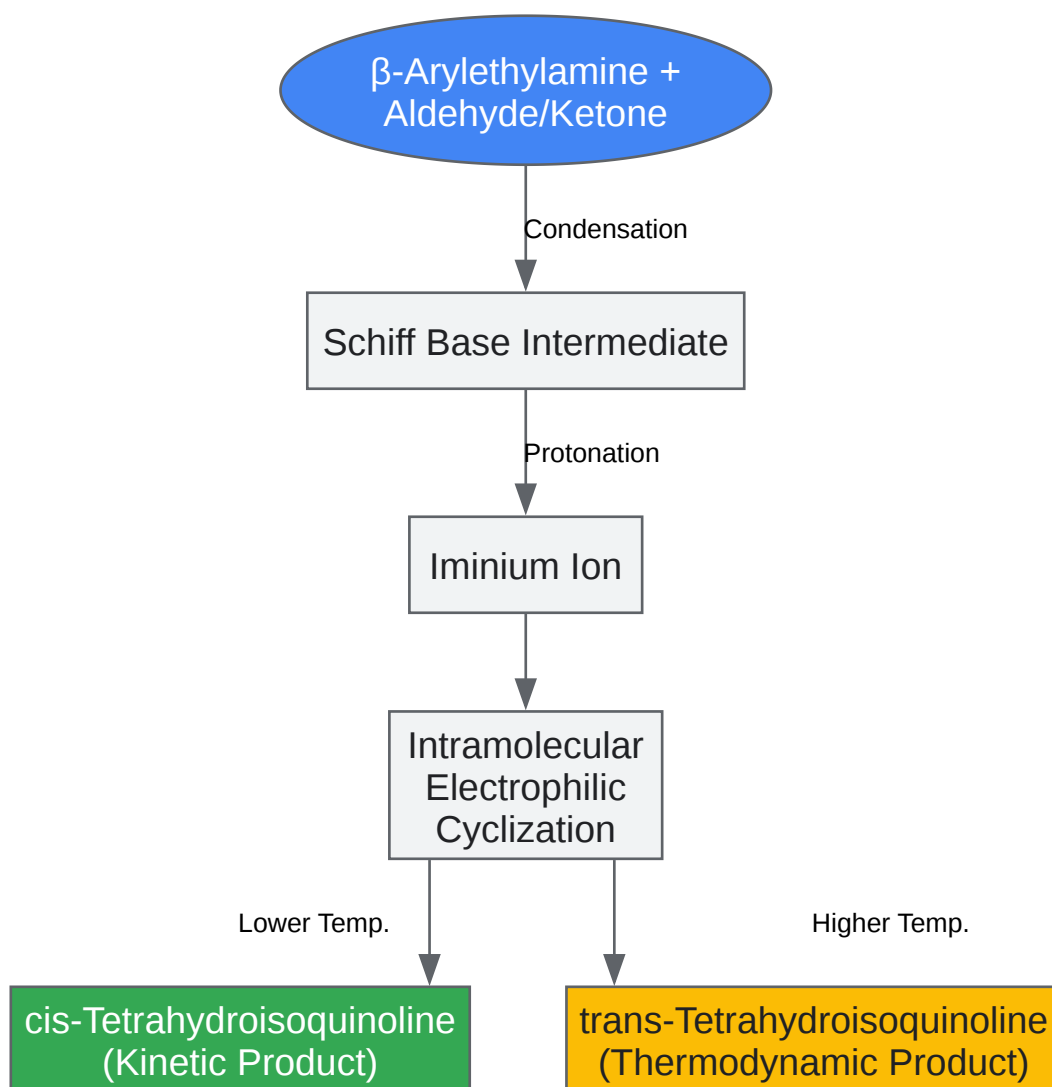 β-Arylethylamine +
Aldehyde/Ketone
Condensation
Schiff Base Intermediate
Protonation
Iminium Ion
Intramolecular
Electrophilic
Cyclization
Lower Temp.
Higher Temp.
cis-Tetrahydroisoquinoline
(Kinetic Product)
trans-Tetrahydroisoquinoline
(Thermodynamic Product)